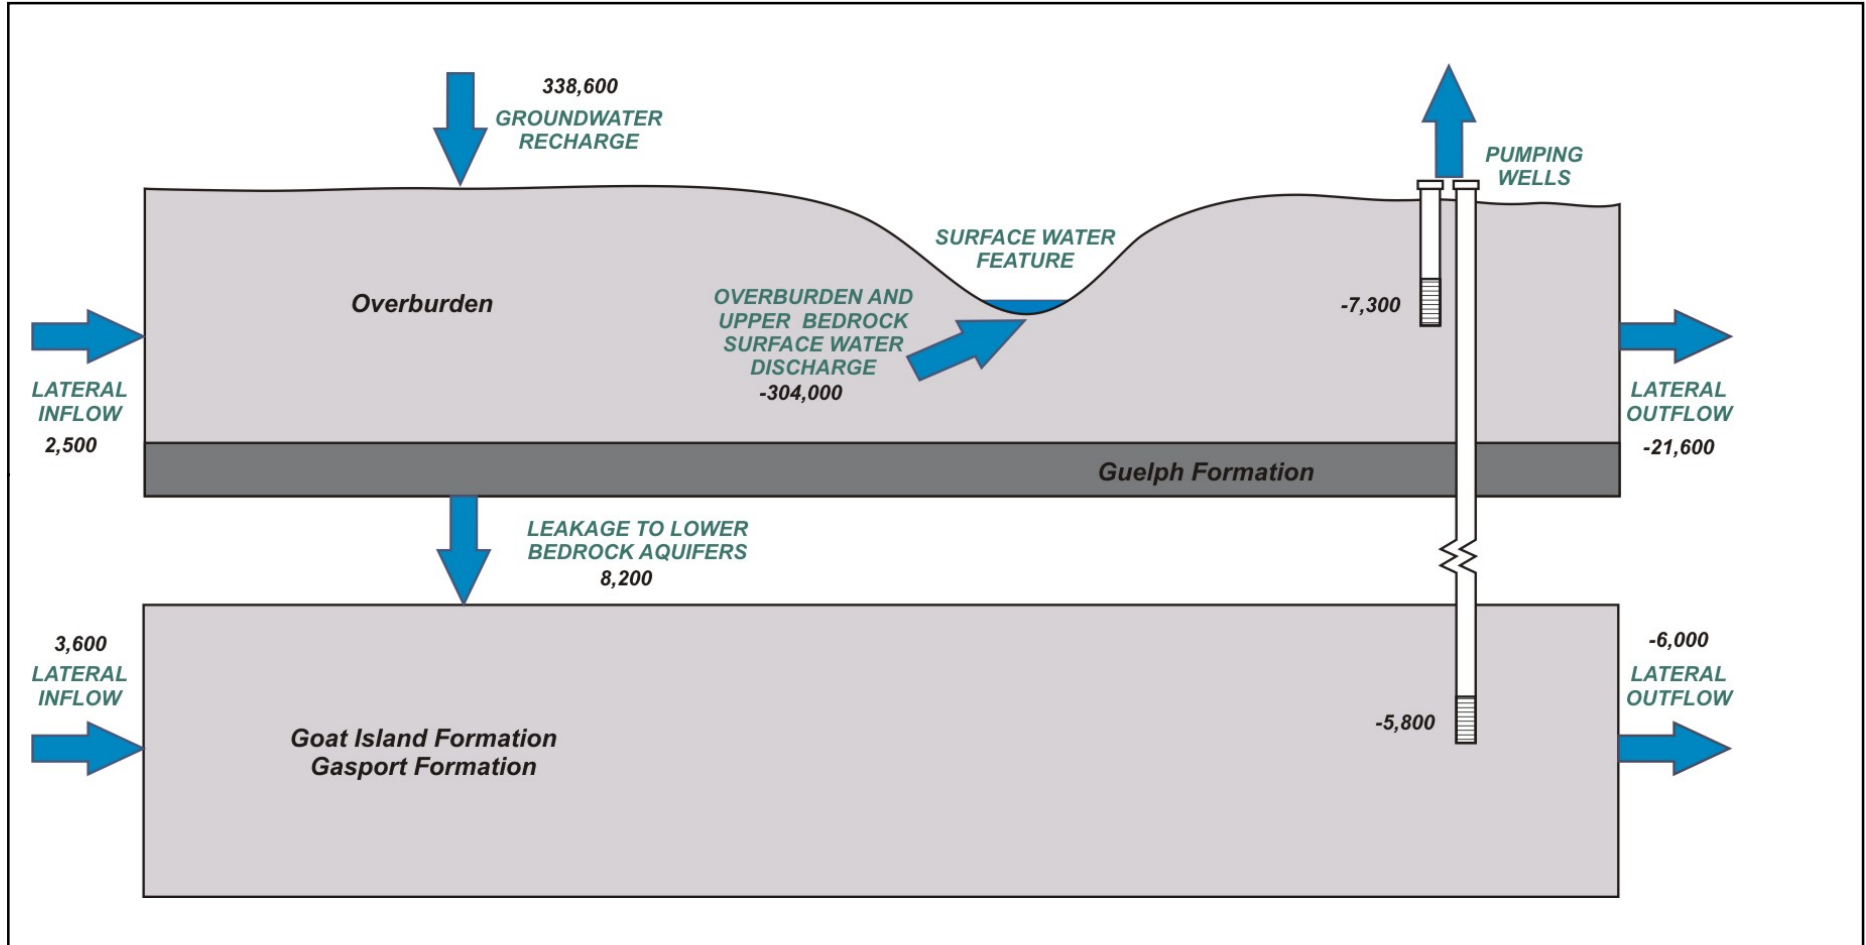 338,600
GROUNDWATER
RECHARGE
PUMPING
WELLS
SURFACE WATER
FEATURE
Overburden
OVERBURDEN AND
UPPER BEDROCK
SURFACE WATER
DISCHARGE
-304,000
-7,300
LATERAL
INFLOW
2,500
LATERAL
OUTFLOW
-21,600
Guelph Formation
LEAKAGE TO LOWER
BEDROCK AQUIFERS
8,200
3,600
LATERAL
INFLOW
-6,000
LATERAL
OUTFLOW
Goat Island Formation
Gasport Formation
-5,800